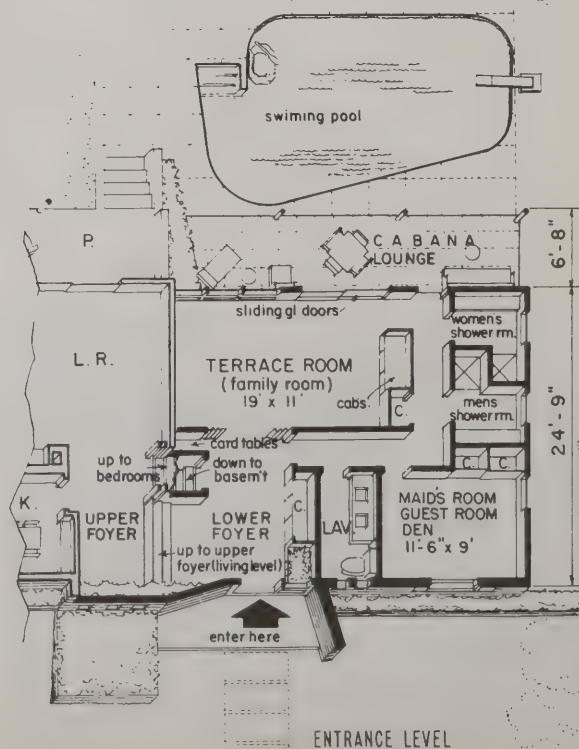 swiming pool
P.
CABANA
LOUNGE
6'-8"
sliding gl doors
women's
shower rm.
L. R.
TERRACE ROOM
(family room)
19' x 11'
cab's
C.
mens
shower rm.
24'-9"
card tables
up to
bedrooms
down to
basem't
C.
C.
K.
UPPER
FOYER
LOWER
FOYER
C.
LAV.
MAID'S ROOM
GUEST ROOM
DEN
11'-6" x 9'
up to upper
foyer (living level)
enter here
ENTRANCE LEVEL